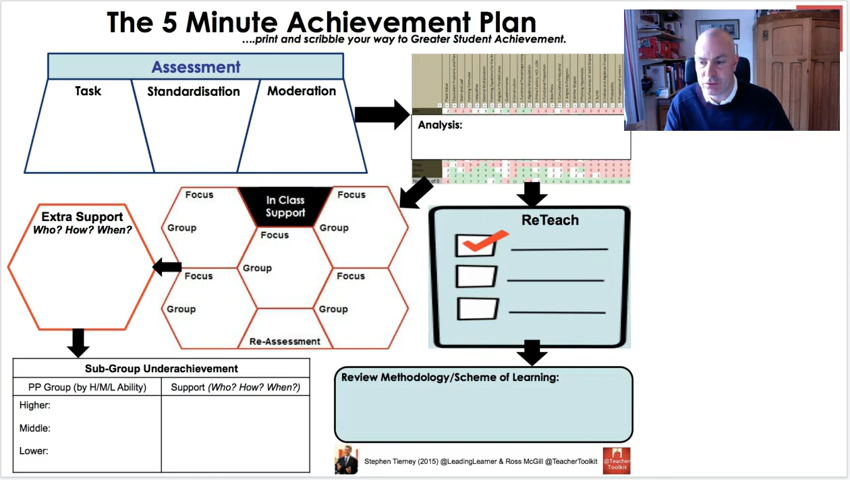 The 5 Minute Achievement Plan
....print and scribble your way to Greater Student Achievement.
Assessment
Task
Standardisation
Moderation
Analysis:
Extra Support
Who? How? When?
Focus
Group
In Class
Support
Focus
Group
Focus
Group
Focus
Group
Focus
Group
Re-Assessment
ReTeach
Sub-Group Underachievement
PP Group (by H/M/L Ability)
Support (Who? How? When?)
Higher:
Middle:
Lower:
Review Methodology/Scheme of Learning:
Stephen Tierney (2015) @LeadingLearner & Ross McGill @TeacherToolkit
@Teacher
Toolkit